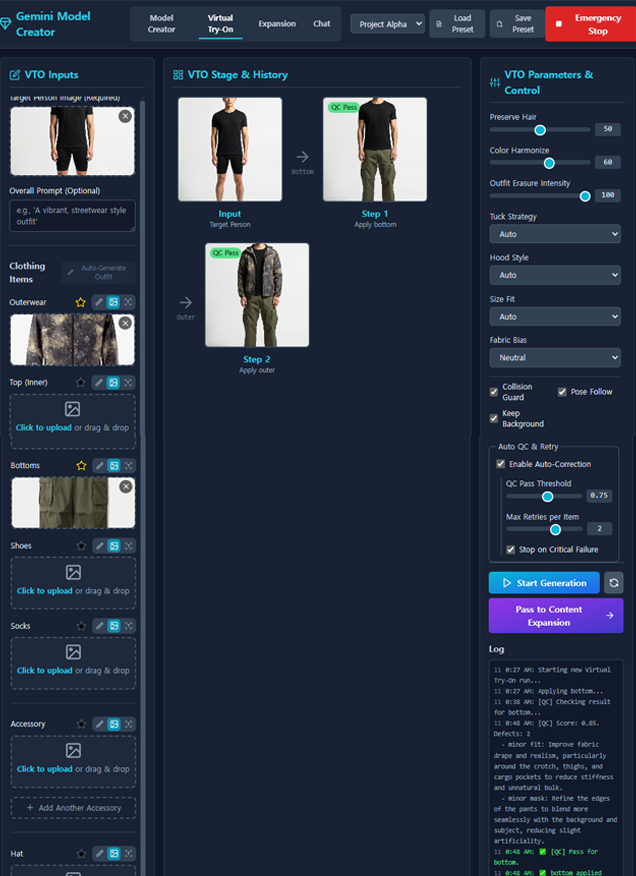 Gemini Model
Creator
Model
Creator
Virtual
Try-On
Expansion
Chat
Project Alpha
Load
Preset
Save
Preset
Emergency
Stop
VTO Inputs
Target Person Image (Required)
Overall Prompt (Optional)
e.g., 'A vibrant, streetwear style
outfit'
Clothing
Items
Auto-Generate
Outfit
Outerwear
Top (Inner)
Click to upload or drag & drop
Bottoms
Shoes
Click to upload or drag & drop
Socks
Click to upload or drag & drop
Accessory
Click to upload or drag & drop
+ Add Another Accessory
Hat
VTO Stage & History
Input
Target Person
Bottom
QC Pass
Step 1
Apply bottom
Outer
QC Pass
Step 2
Apply outer
VTO Parameters &
Control
Preserve Hair
50
Color Harmonize
60
Outfit Erasure Intensity
100
Tuck Strategy
Auto
Hood Style
Auto
Size Fit
Auto
Fabric Bias
Neutral
Collision
Guard
Pose Follow
Keep
Background
Auto QC & Retry
Enable Auto-Correction
QC Pass Threshold
0.75
Max Retries per Item
2
Stop on Critical Failure
Start Generation
Pass to Content
Expansion
Log
11 0:27 AM: Starting new Virtual
Try-On run...
11 0:27 AM: Applying bottom...
11 0:38 AM: [QC] Checking result
for bottom...
11 0:48 AM: [QC] Score: 0.85.
Defects: 2
- minor fit: Improve fabric
drape and realism, particularly
around the crotch, thighs, and
cargo pockets to reduce stiffness
and unnatural bulk.
- minor mask: Refine the edges
of the pants to blend more
seamlessly with the background and
subject, reducing slight
artificiality.
11 0:48 AM: ✅ [QC] Pass for
bottom.
11 0:48 AM: ✅ bottom applied